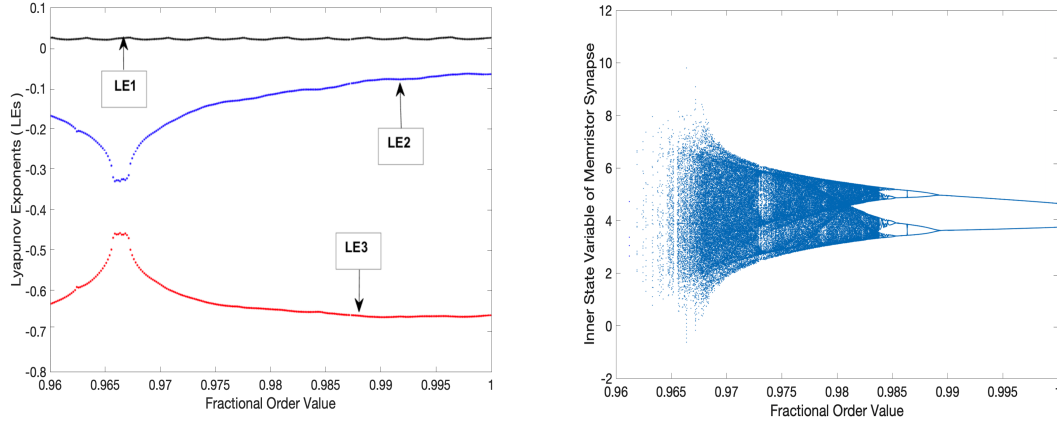 0.1
0
-0.1
-0.2
-0.3
-0.4
-0.5
-0.6
-0.7
-0.8
Lyapunov Exponents ( LEs )
LE1
LE2
LE3
0.96 0.965 0.97 0.975 0.98 0.985 0.99 0.995 1
Fractional Order Value
12
10
8
6
4
2
0
-2
Inner State Variable of Memristor Synapse
0.96 0.965 0.97 0.975 0.98 0.985 0.99 0.995
Fractional Order Value